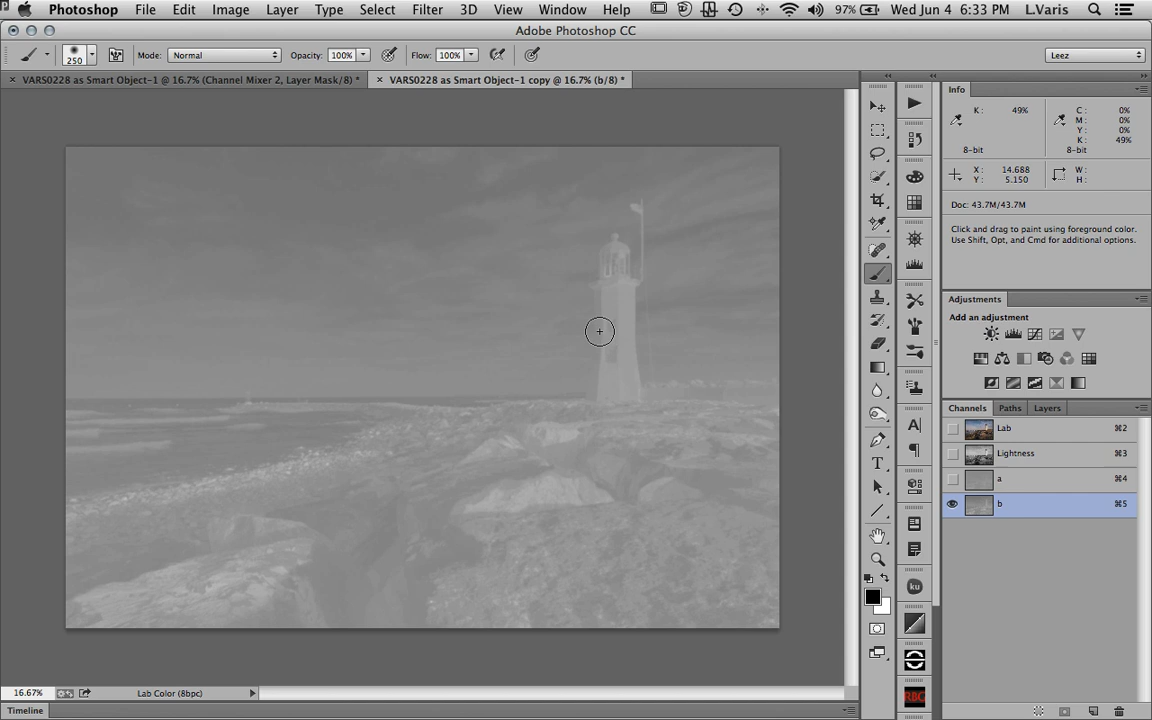 Photoshop File Edit Image Layer Type Select Filter 3D View Window Help 97% Wed Jun 4 6:33 PM L.Varis
Adobe Photoshop CC
250 Mode: Normal Opacity: 100% Flow: 100% Leez
× VARS0228 as Smart Object-1 @ 16.7% (Channel Mixer 2, Layer Mask/8) * × VARS0228 as Smart Object-1 copy @ 16.7% (b/8) *
Info
K: 49% C: 0%
M: 0%
Y: 0%
K: 49%
8-bit 8-bit
X: 14.688 W:
Y: 5.150 H:
Doc: 43.7M/43.7M
Click and drag to paint using foreground color.
Use Shift, Opt, and Cmd for additional options.
Adjustments
Add an adjustment
Channels Paths Layers
Lab ⌘2
Lightness ⌘3
a ⌘4
b ⌘5
A
T
ku
RBG
16.67% Lab Color (8bpc)
Timeline